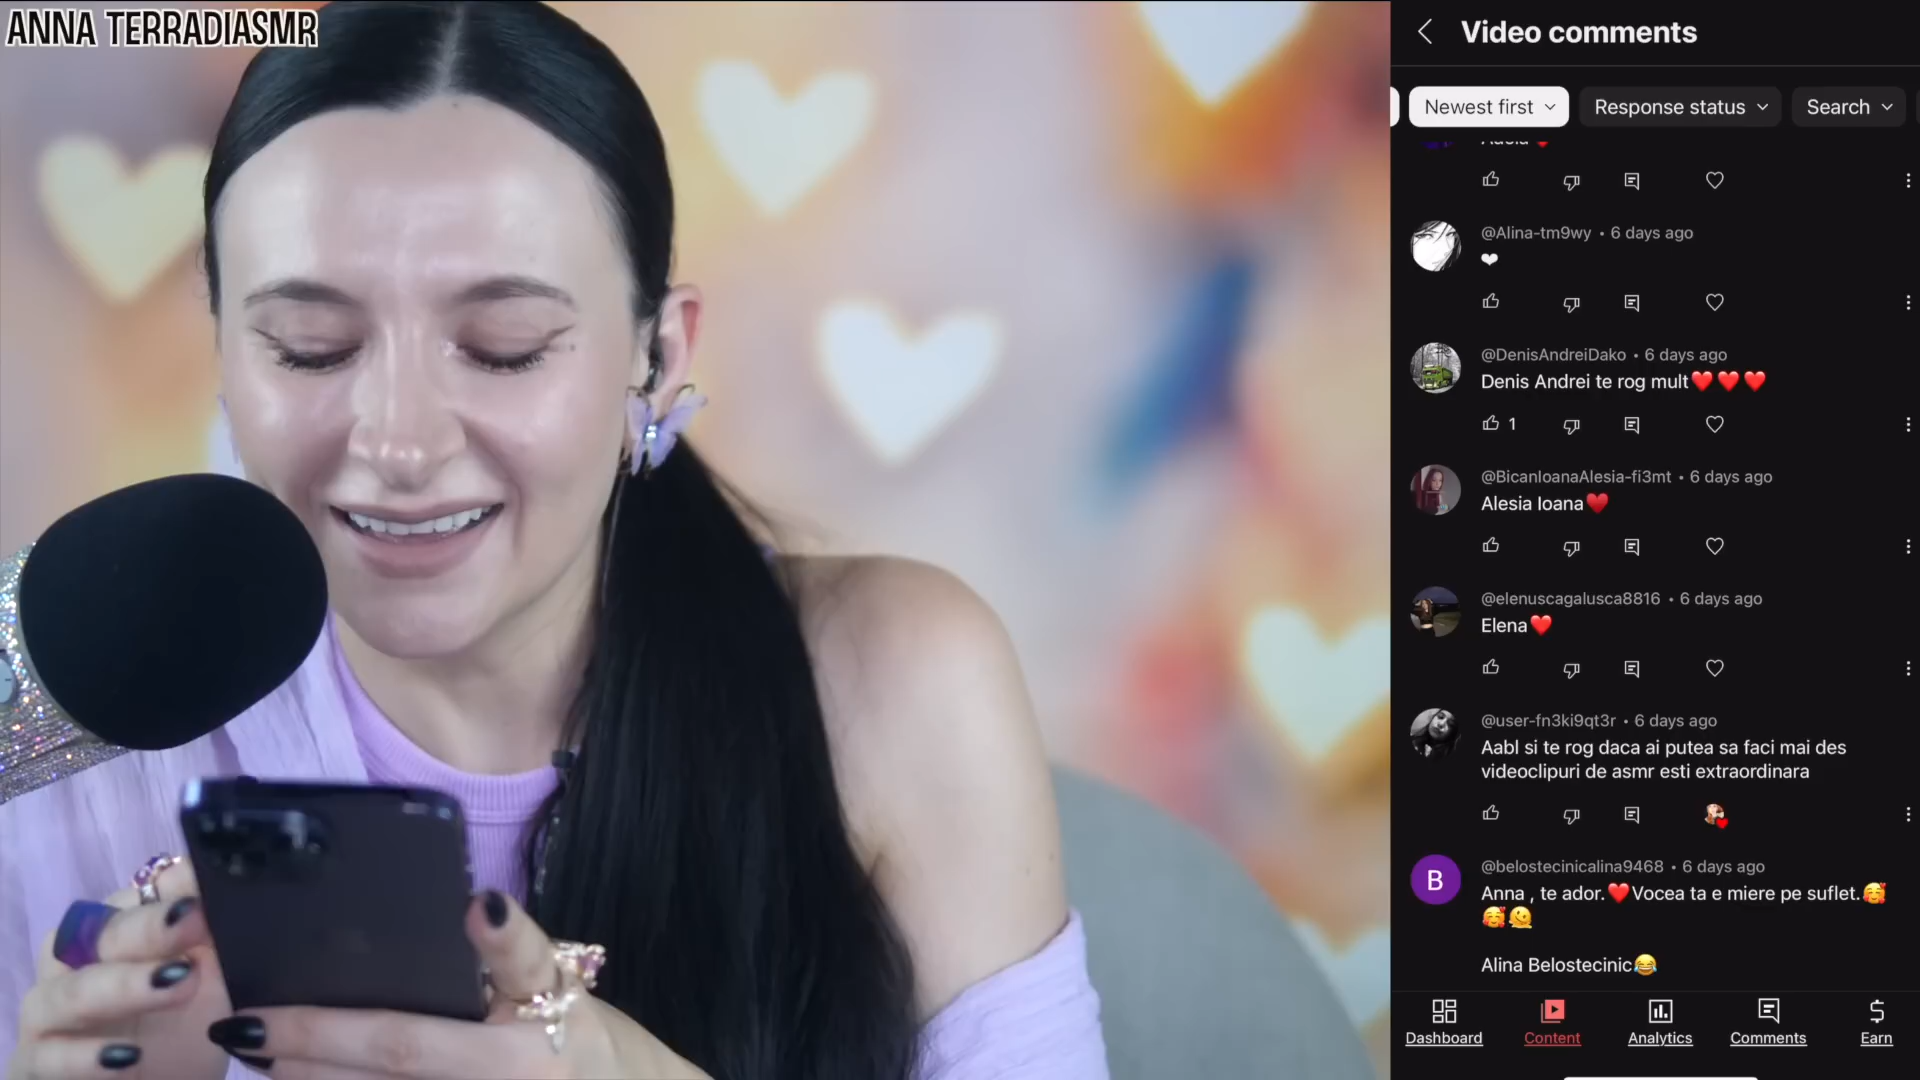 ANNA TERRADIASMR
Video comments
Newest first
Response status
Search
@Alina-tm9wy • 6 days ago
❤
@DenisAndreiDako • 6 days ago
Denis Andrei te rog mult❤️❤️❤️
1
@BicanIoanaAlesia-fi3mt • 6 days ago
Alesia Ioana❤️
@elenuscagalusca8816 • 6 days ago
Elena❤️
@user-fn3ki9qt3r • 6 days ago
Aabl si te rog daca ai putea sa faci mai des
videoclipuri de asmr esti extraordinara
B
@belostecinicalina9468 • 6 days ago
Anna , te ador.❤️Vocea ta e miere pe suflet.🥰
🥰🫠
Alina Belostecinic😂
Dashboard
Content
Analytics
Comments
Earn